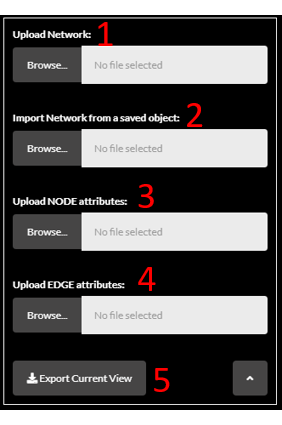 Upload Network: 1
Browse... No file selected
Import Network from a saved object: 2
Browse... No file selected
Upload NODE attributes: 3
Browse... No file selected
Upload EDGE attributes: 4
Browse... No file selected
Export Current View 5